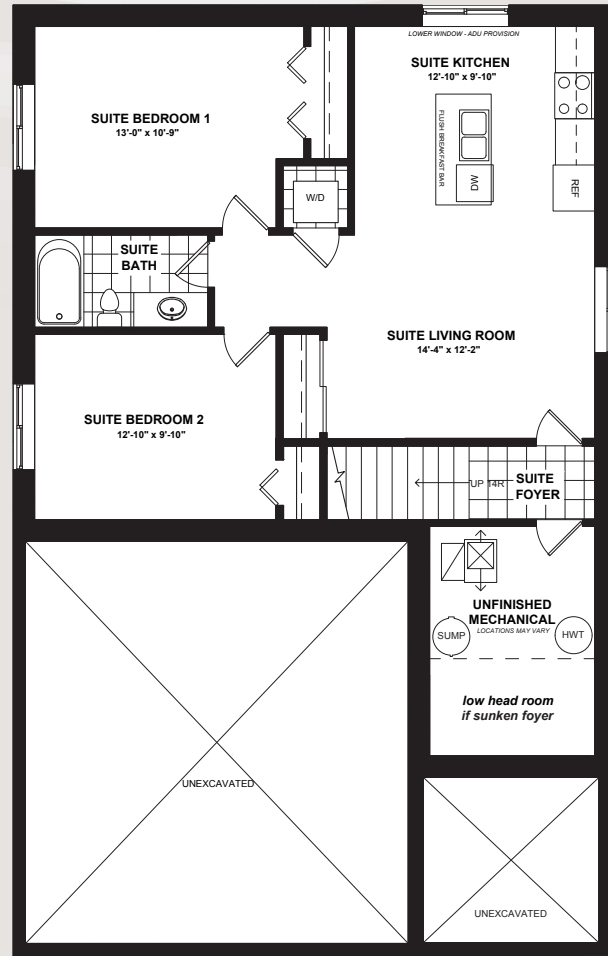 LOWER WINDOW - ADU PROVISION
SUITE KITCHEN
12'-10" x 9'-10"
SUITE BEDROOM 1
13'-0" x 10'-9"
FLUSH BREAKFAST BAR
DW
REF
W/D
SUITE
BATH
SUITE LIVING ROOM
14'-4" x 12'-2"
SUITE BEDROOM 2
12'-10" x 9'-10"
UP 14R
SUITE
FOYER
UNFINISHED
MECHANICAL
LOCATIONS MAY VARY
SUMP
HWT
low head room
if sunken foyer
UNEXCAVATED
UNEXCAVATED